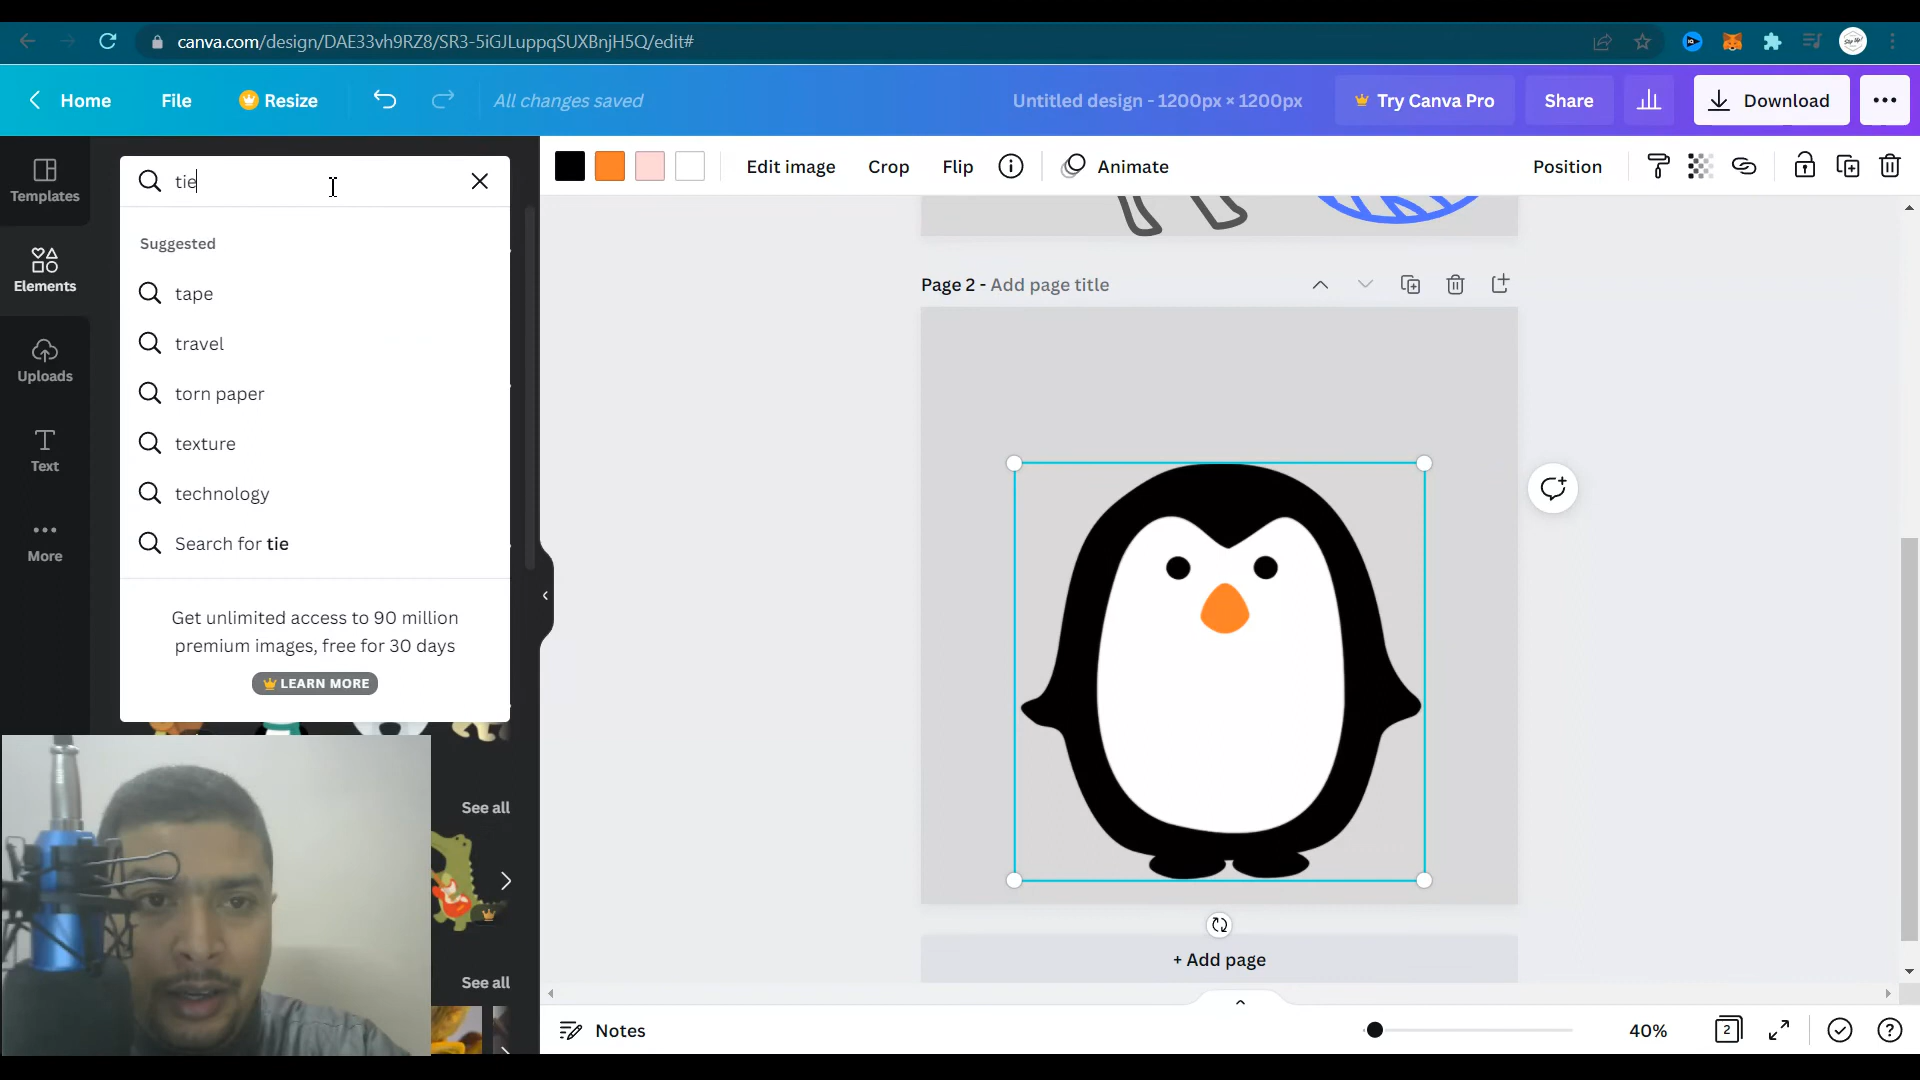 canva.com/design/DAE33vh9RZ8/SR3-5iGJLuppqSUXBnjH5Q/edit#
Home File Resize All changes saved Untitled design - 1200px × 1200px Try Canva Pro Share Download
Templates
Elements
Uploads
Text
More
tie
Suggested
tape
travel
torn paper
texture
technology
Search for tie
Get unlimited access to 90 million
premium images, free for 30 days
LEARN MORE
See all
See all
Edit image Crop Flip Animate Position
Page 2 - Add page title
+ Add page
Notes 40% 2